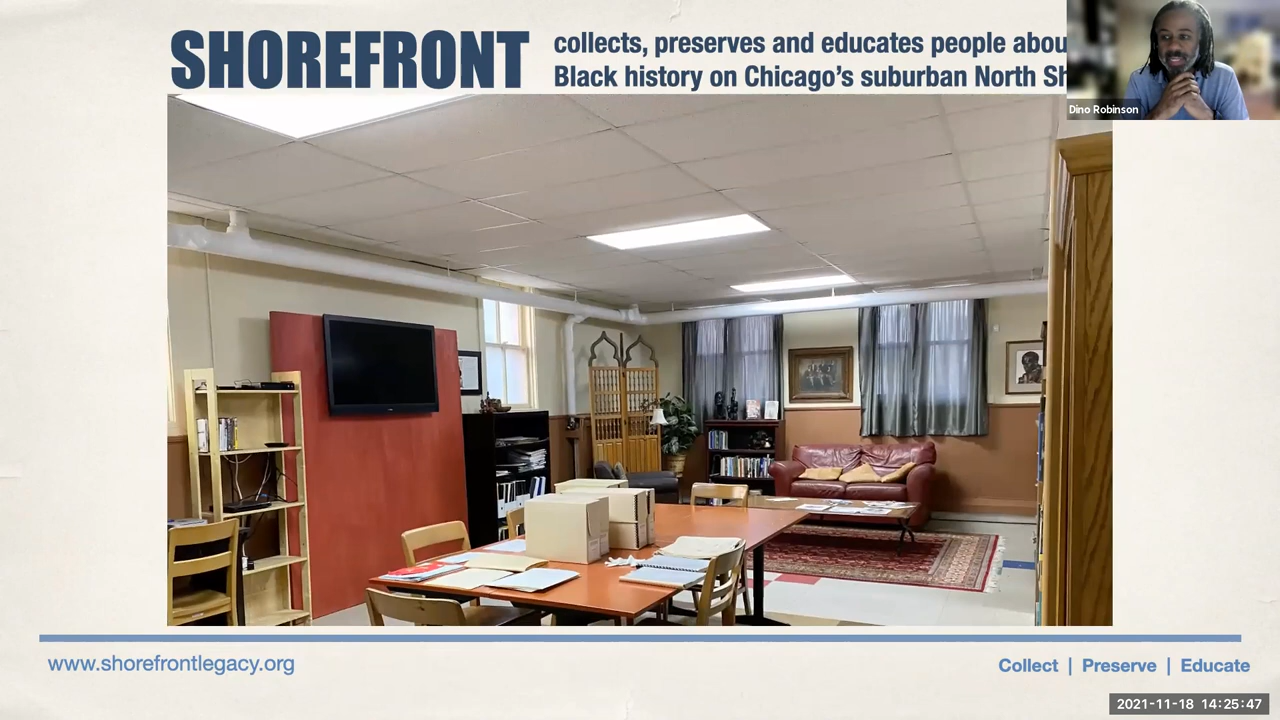 SHOREFRONT
collects, preserves and educates people abou
Black history on Chicago's suburban North Sh
Dino Robinson
www.shorefrontlegacy.org
Collect | Preserve | Educate
2021-11-18 14:25:47